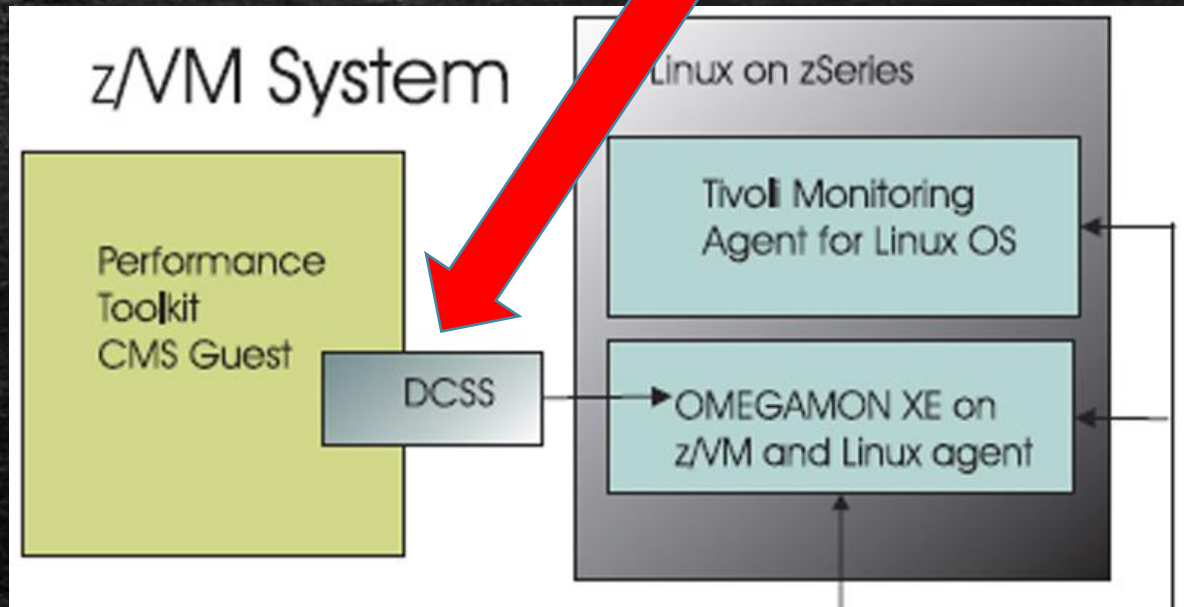 z/VM System
Linux on zSeries
Performance
Toolkit
CMS Guest
DCSS
Tivoli Monitoring
Agent for Linux OS
OMEGAMON XE on
z/VM and Linux agent